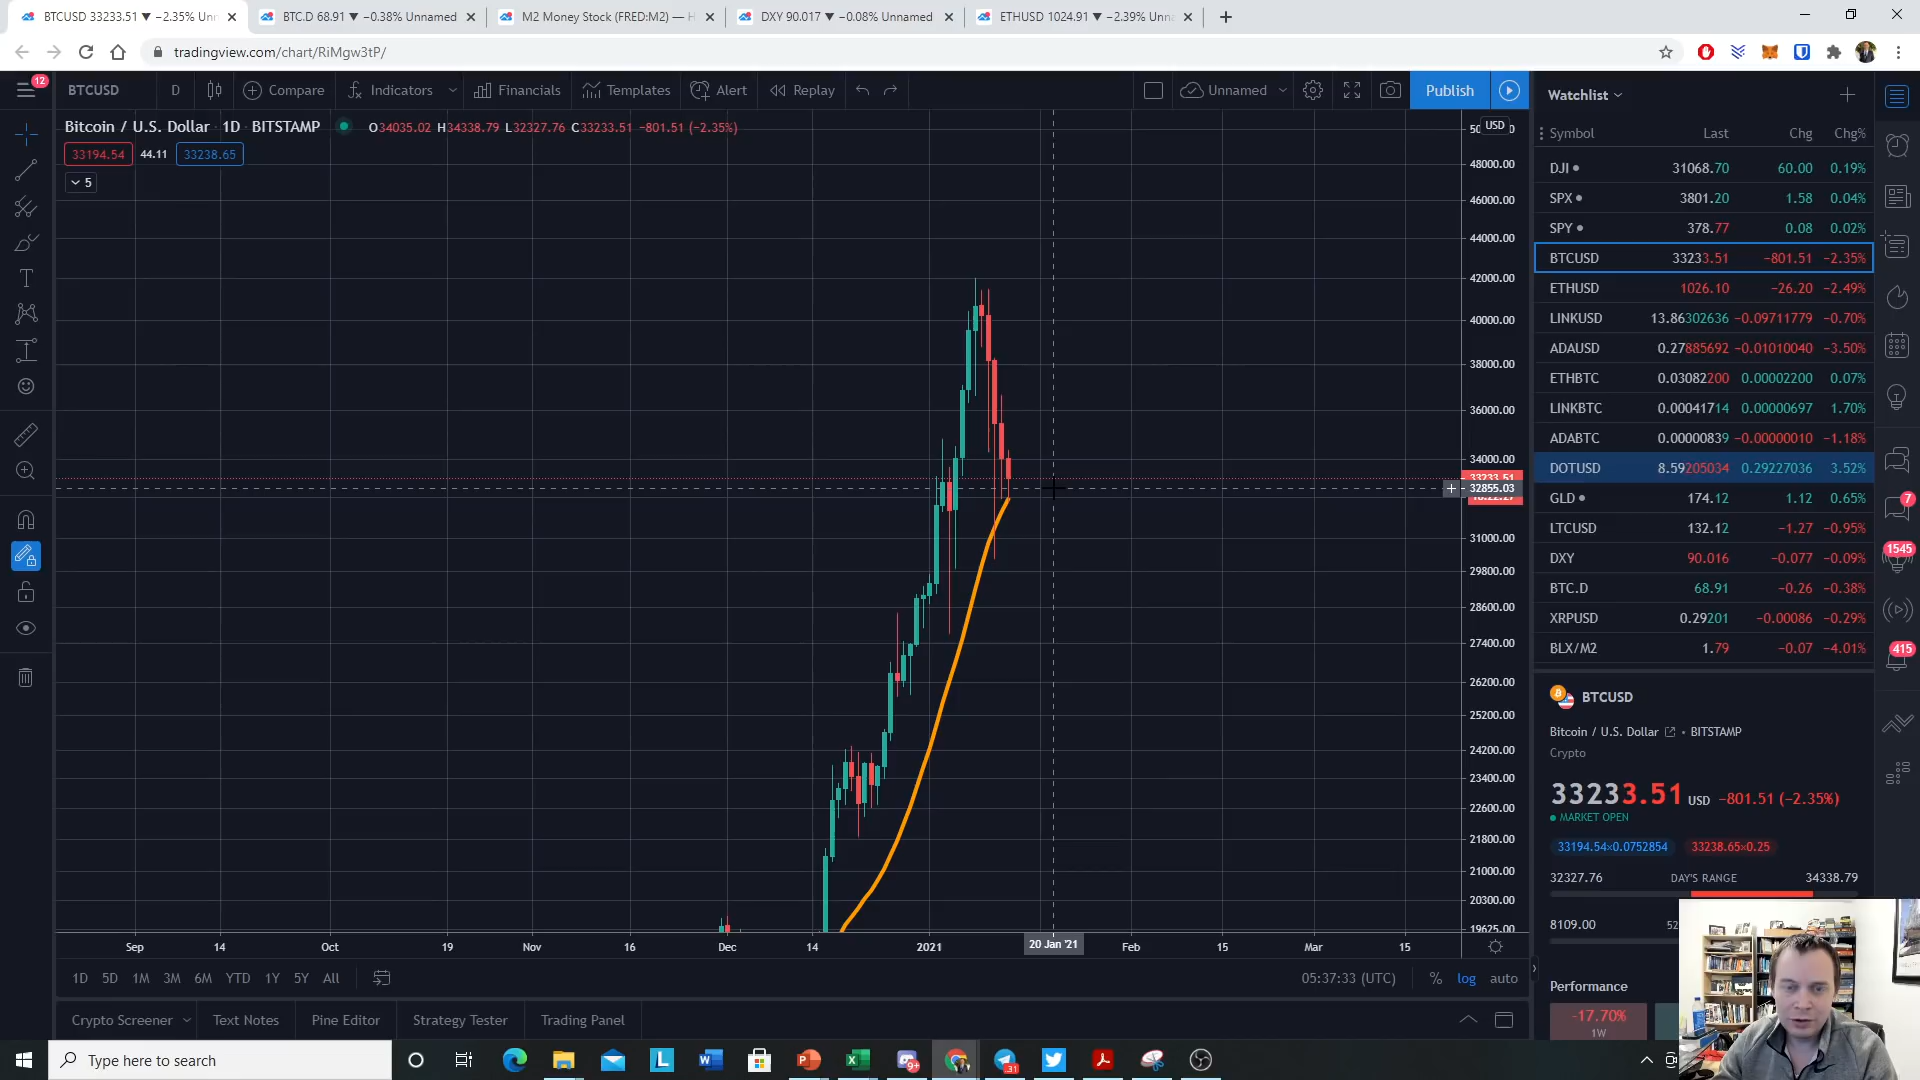 BTCUSD 33233.51 ▼ −2.35% Unn
BTC.D 68.91 ▼ −0.38% Unnamed
M2 Money Stock (FRED:M2) — H
DXY 90.017 ▼ −0.08% Unnamed
ETHUSD 1024.91 ▼ −2.39% Unn
tradingview.com/chart/RiMgw3tP/
12
BTCUSD
D
Compare
Indicators
Financials
Templates
Alert
Replay
Unnamed
Publish
Bitcoin / U.S. Dollar · 1D · BITSTAMP
O34035.02 H34338.79 L32327.76 C33233.51 −801.51 (−2.35%)
33194.54 44.11 33238.65
5
USD
48000.00
46000.00
44000.00
42000.00
40000.00
38000.00
36000.00
34000.00
33233.51
32855.03
31000.00
29800.00
28600.00
27400.00
26200.00
25200.00
24200.00
23400.00
22600.00
21800.00
21000.00
20300.00
19625.00
Sep 14 Oct 19 Nov 16 Dec 14 2021 20 Jan '21 Feb 15 Mar 15
1D 5D 1M 3M 6M YTD 1Y 5Y All
05:37:33 (UTC) % log auto
Crypto Screener Text Notes Pine Editor Strategy Tester Trading Panel
Watchlist
Symbol Last Chg Chg%
DJI 31068.70 60.00 0.19%
SPX 3801.20 1.58 0.04%
SPY 378.77 0.08 0.02%
BTCUSD 33233.51 −801.51 −2.35%
ETHUSD 1026.10 −26.20 −2.49%
LINKUSD 13.86302636 −0.09711779 −0.70%
ADAUSD 0.27885692 −0.01010040 −3.50%
ETHBTC 0.03082200 0.00002200 0.07%
LINKBTC 0.00041714 0.00000697 1.70%
ADABTC 0.00000839 −0.00000010 −1.18%
DOTUSD 8.59205034 0.29227036 3.52%
GLD 174.12 1.12 0.65%
LTCUSD 132.12 −1.27 −0.95%
DXY 90.016 −0.077 −0.09%
BTC.D 68.91 −0.26 −0.38%
XRPUSD 0.29201 −0.00086 −0.29%
BLX/M2 1.79 −0.07 −4.01%
7
1545
415
BTCUSD
Bitcoin / U.S. Dollar • BITSTAMP
Crypto
33233.51 USD −801.51 (−2.35%)
MARKET OPEN
33194.54×0.0752854 33238.65×0.25
32327.76 DAY'S RANGE 34338.79
8109.00 52
Performance
-17.70%
1W
Type here to search
9+
31